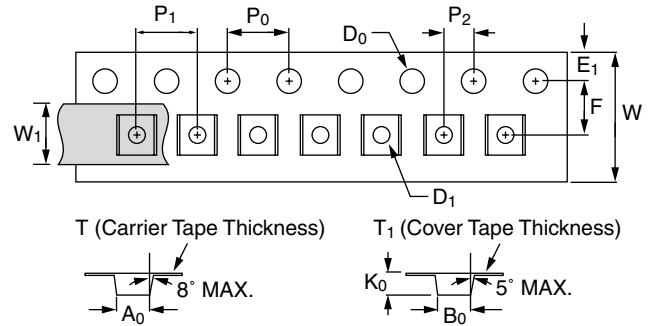 P1 P0 D0 P2
E1
F
W
W1
D1
T (Carrier Tape Thickness) T1 (Cover Tape Thickness)
8° MAX. K0 5° MAX.
A0 B0